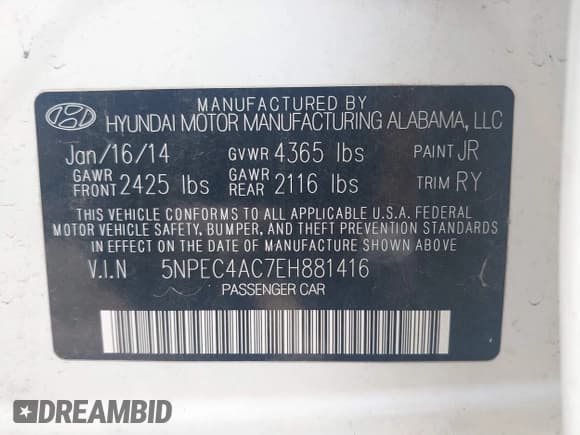 MANUFACTURED BY
HYUNDAI MOTOR MANUFACTURING ALABAMA, LLC
Jan/16/14 GVWR 4365 lbs PAINT JR
GAWR FRONT 2425 lbs GAWR REAR 2116 lbs TRIM RY
THIS VEHICLE CONFORMS TO ALL APPLICABLE U.S.A. FEDERAL
MOTOR VEHICLE SAFETY, BUMPER, AND THEFT PREVENTION STANDARDS
IN EFFECT ON THE DATE OF MANUFACTURE SHOWN ABOVE
V.I.N 5NPEC4AC7EH881416
PASSENGER CAR
DREAMBID